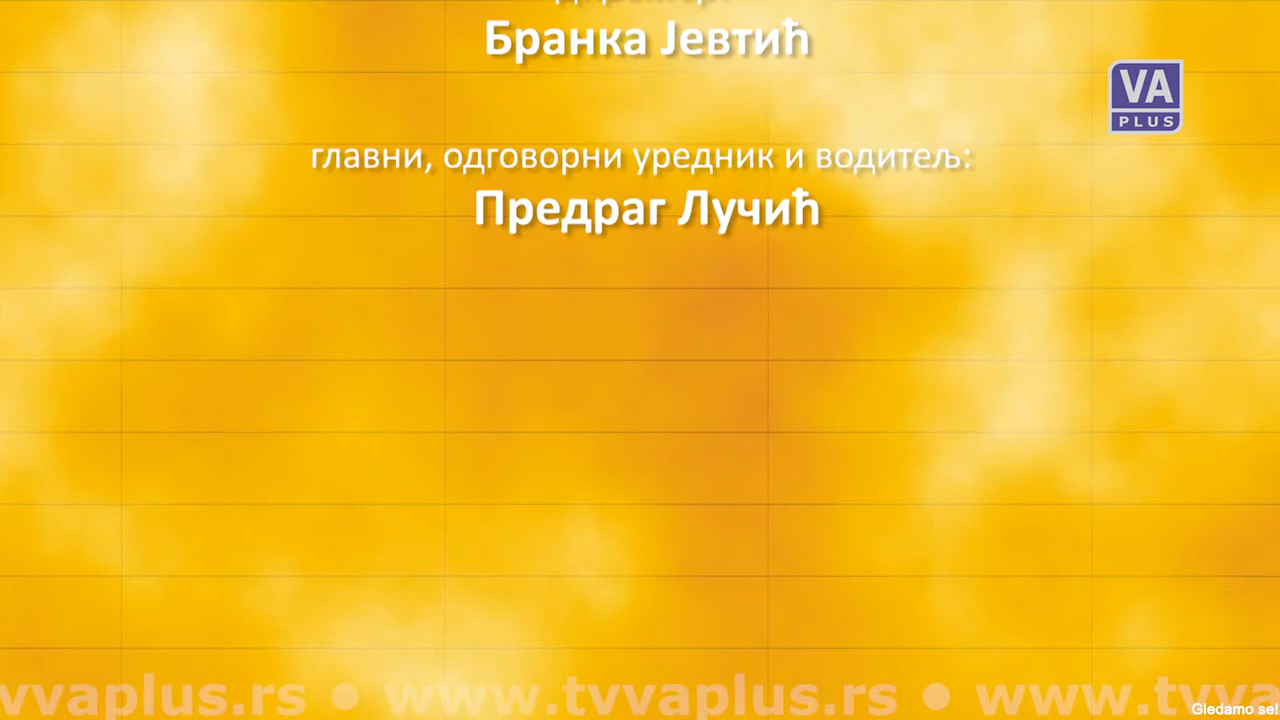 Бранка Јевтић
VA
PLUS
главни, одговорни уредник и водитељ:
Предраг Лучић
vvaplus.rs ● www.tvvaplus.rs ● www.tvva
Gledamo se!